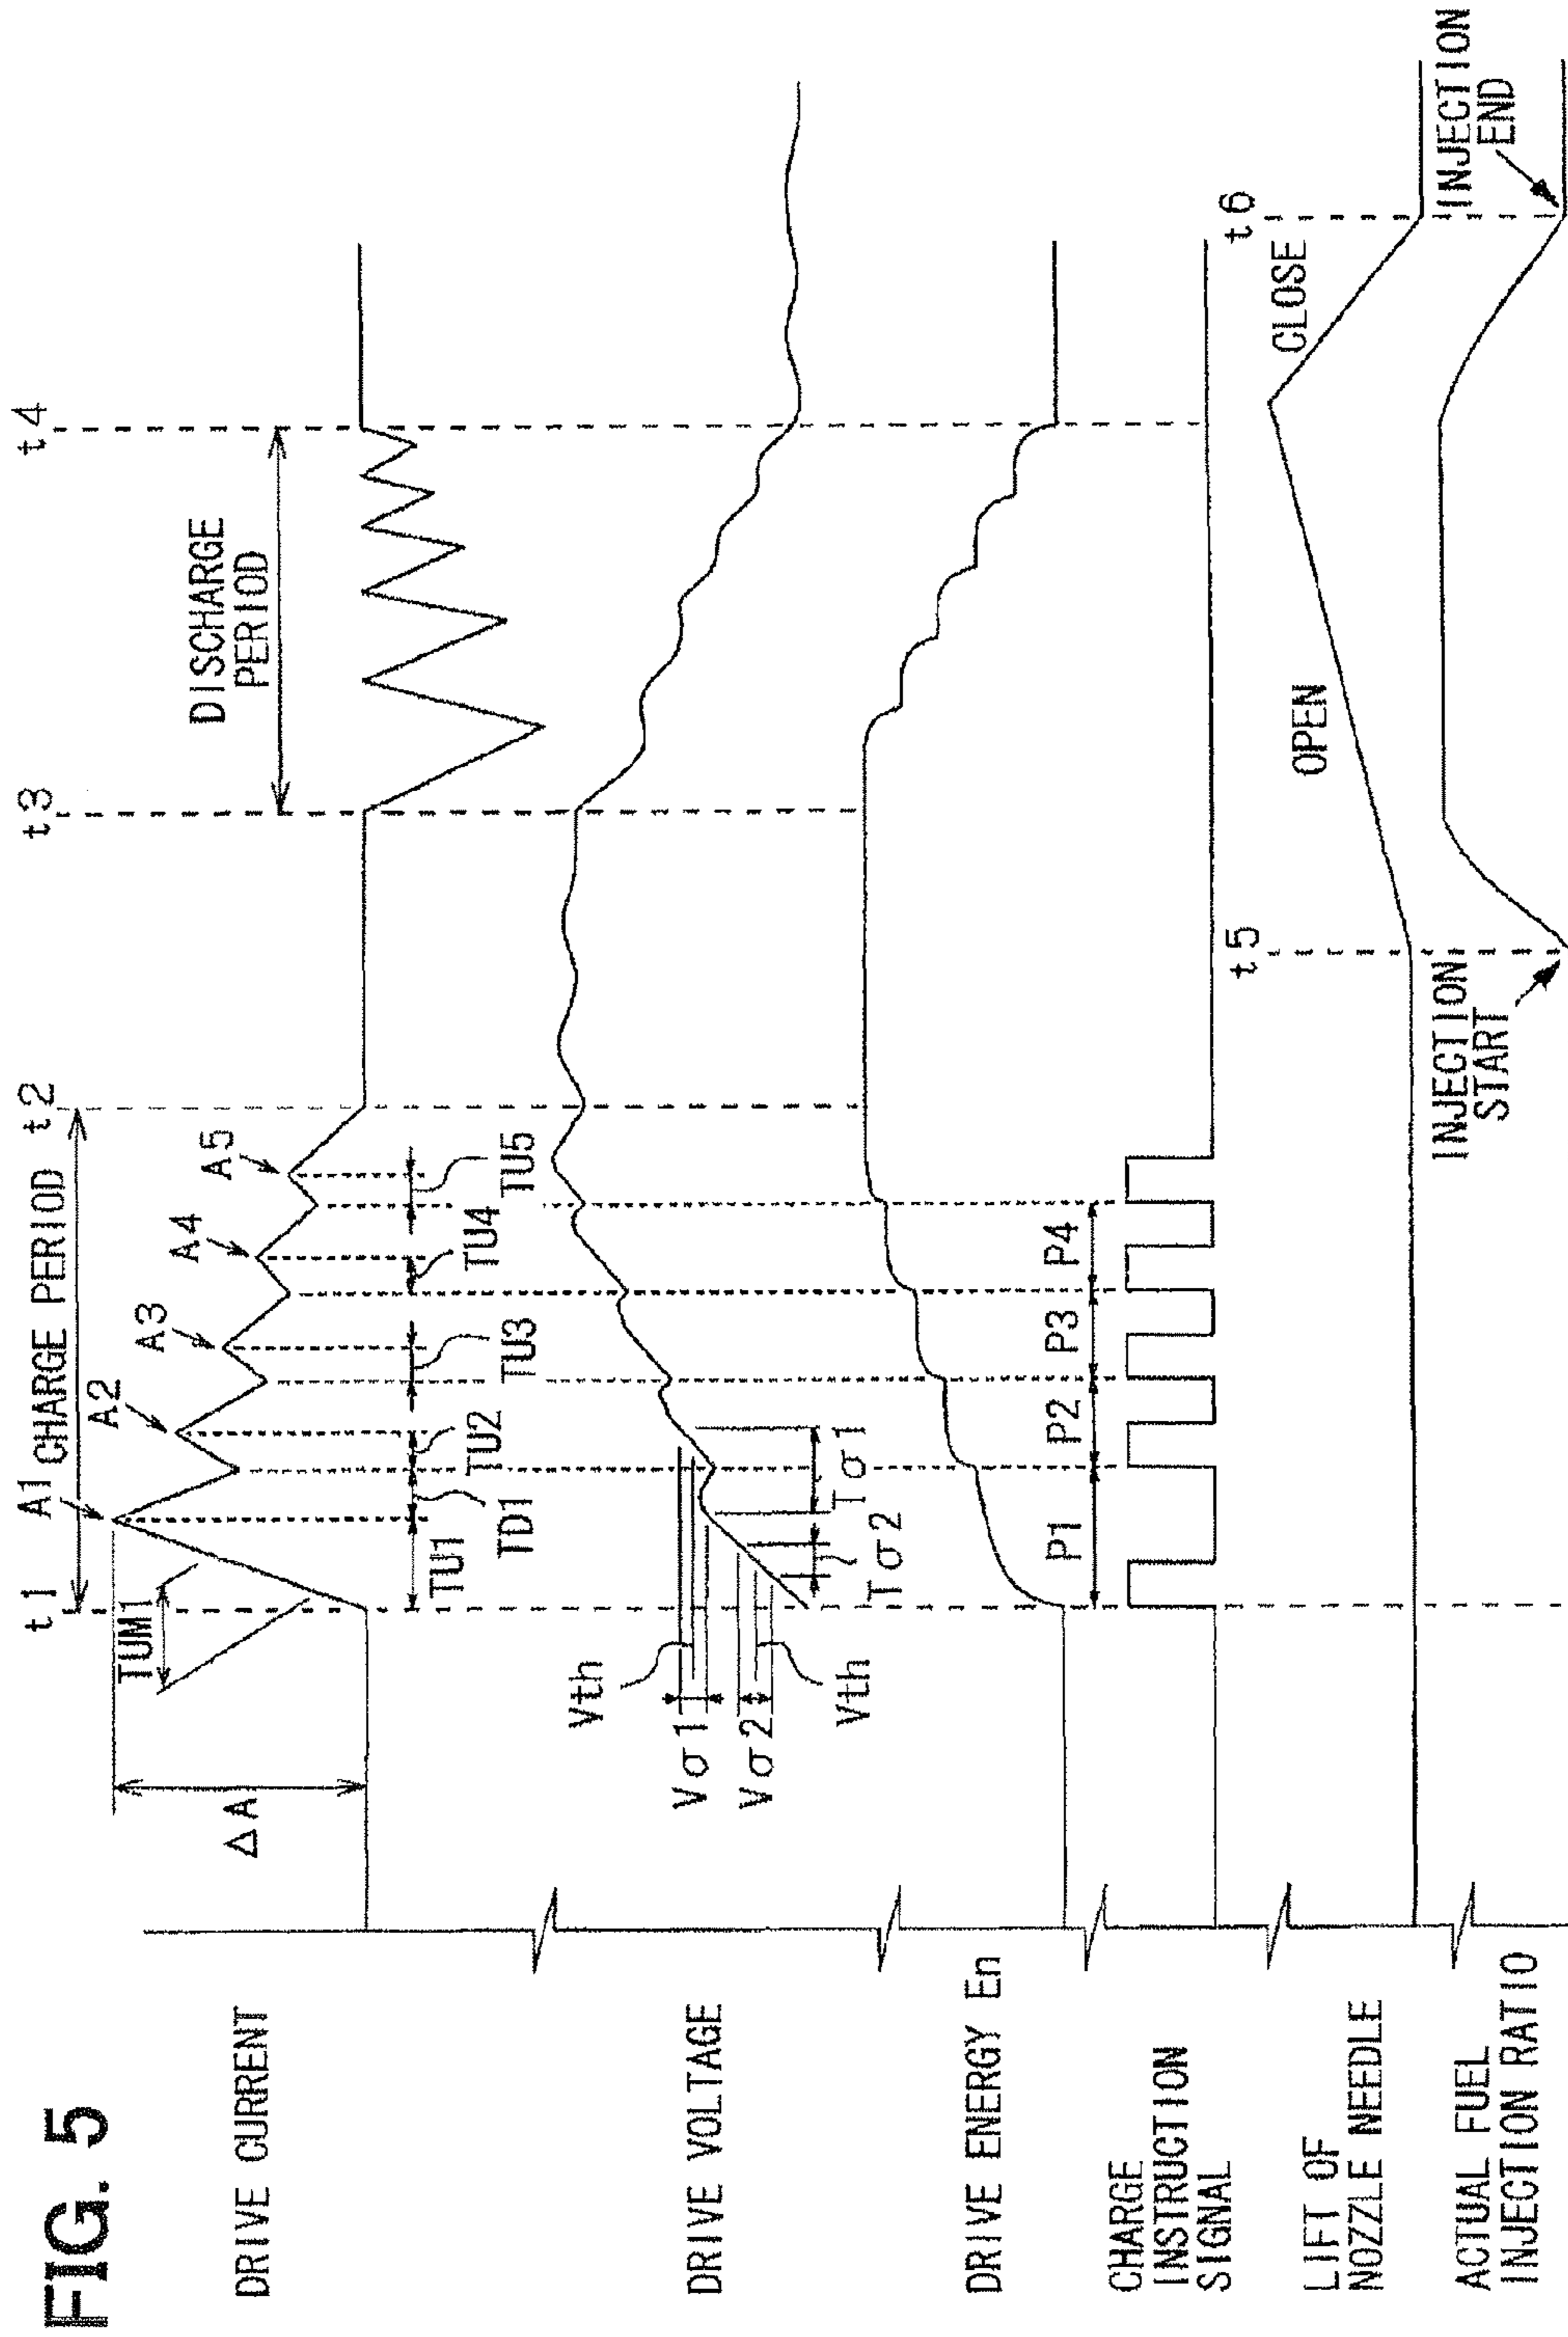 FIG. 5
DRIVE CURRENT
ΔA
TUM1
t1
A1
CHARGE PERIOD
A2
A3
A4
A5
t2
t3
DISCHARGE
PERIOD
t4
TU1
TD1
TU2
TU3
TU4
TU5
DRIVE VOLTAGE
Vth
Vσ1
Vσ2
Vth
Tσ2
Tσ1
DRIVE ENERGY En
P1
P2
P3
P4
CHARGE
INSTRUCTION
SIGNAL
LIFT OF
NOZZLE NEEDLE
t5
OPEN
CLOSE
t6
ACTUAL FUEL
INJECTION RATIO
INJECTION
START
INJECTION
END